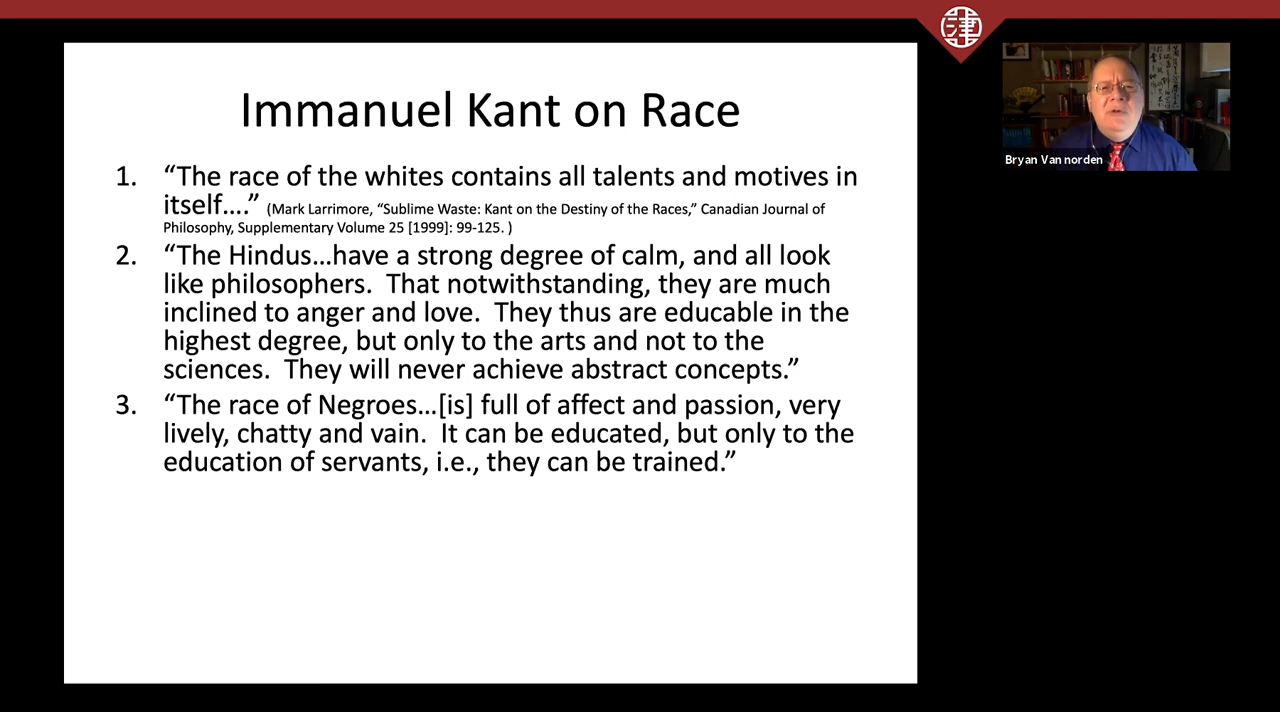 Immanuel Kant on Race
1. “The race of the whites contains all talents and motives in
itself….” (Mark Larrimore, “Sublime Waste: Kant on the Destiny of the Races,” Canadian Journal of
Philosophy, Supplementary Volume 25 [1999]: 99-125. )
2. “The Hindus…have a strong degree of calm, and all look
like philosophers. That notwithstanding, they are much
inclined to anger and love. They thus are educable in the
highest degree, but only to the arts and not to the
sciences. They will never achieve abstract concepts.”
3. “The race of Negroes…[is] full of affect and passion, very
lively, chatty and vain. It can be educated, but only to the
education of servants, i.e., they can be trained.”
Bryan Van norden